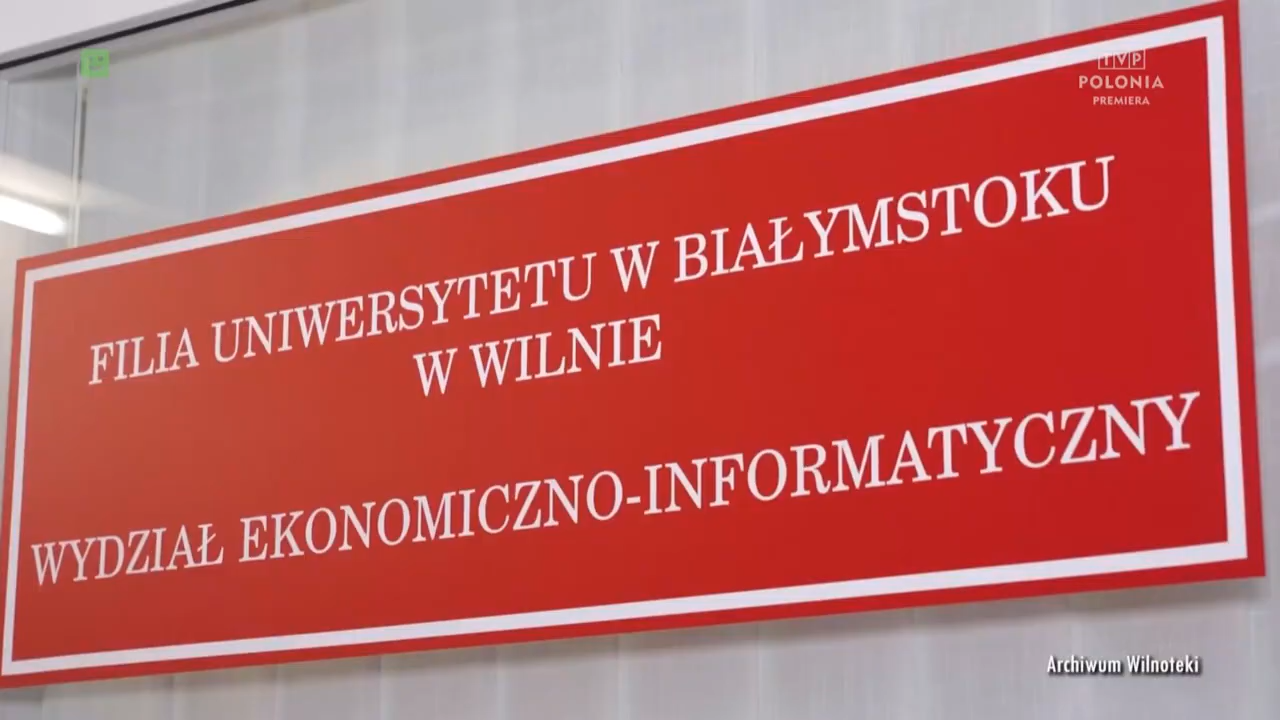 TVP
POLONIA
PREMIERA
FILIA UNIWERSYTETU W BIAŁYMSTOKU
W WILNIE
WYDZIAŁ EKONOMICZNO-INFORMATYCZNY
Archiwum Wilnoteki